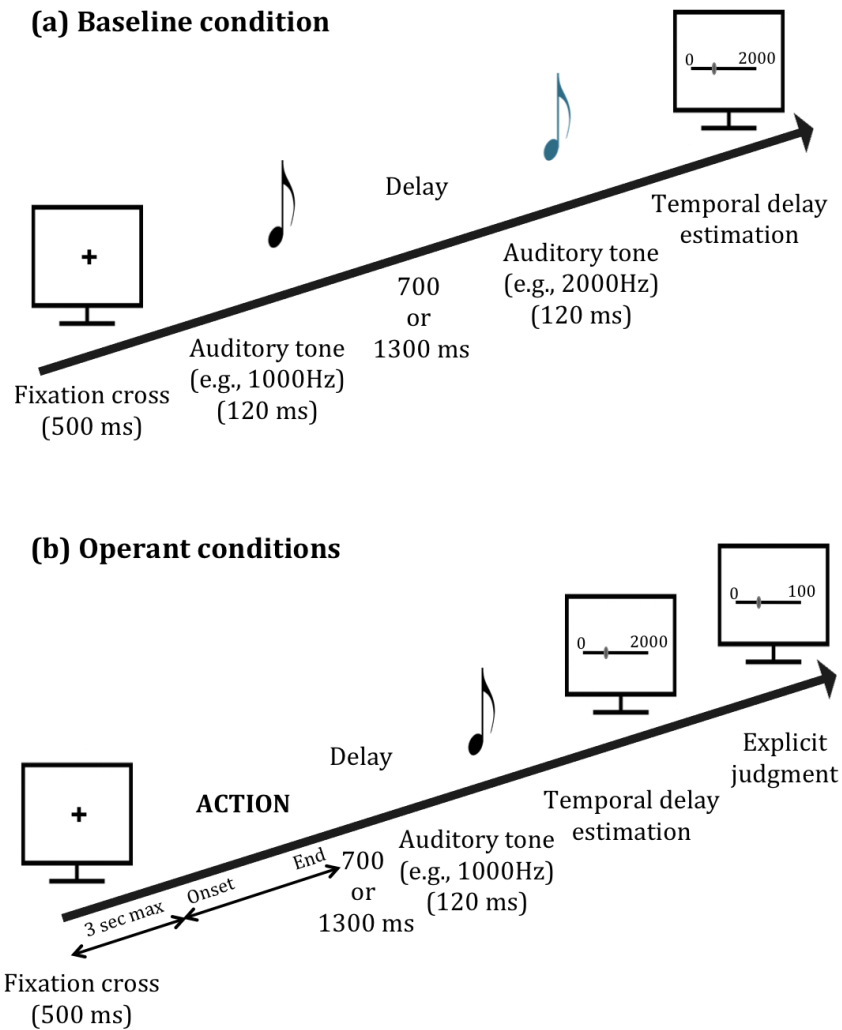 (a) Baseline condition
0 2000
Delay
Temporal delay
estimation
Auditory tone
(e.g., 2000Hz)
(120 ms)
700
or
1300 ms
Auditory tone
(e.g., 1000Hz)
(120 ms)
Fixation cross
(500 ms)
(b) Operant conditions
0 100
0 2000
Explicit
judgment
Delay
Temporal delay
estimation
ACTION
Auditory tone
(e.g., 1000Hz)
(120 ms)
700
or
1300 ms
End
Onset
3 sec max
Fixation cross
(500 ms)